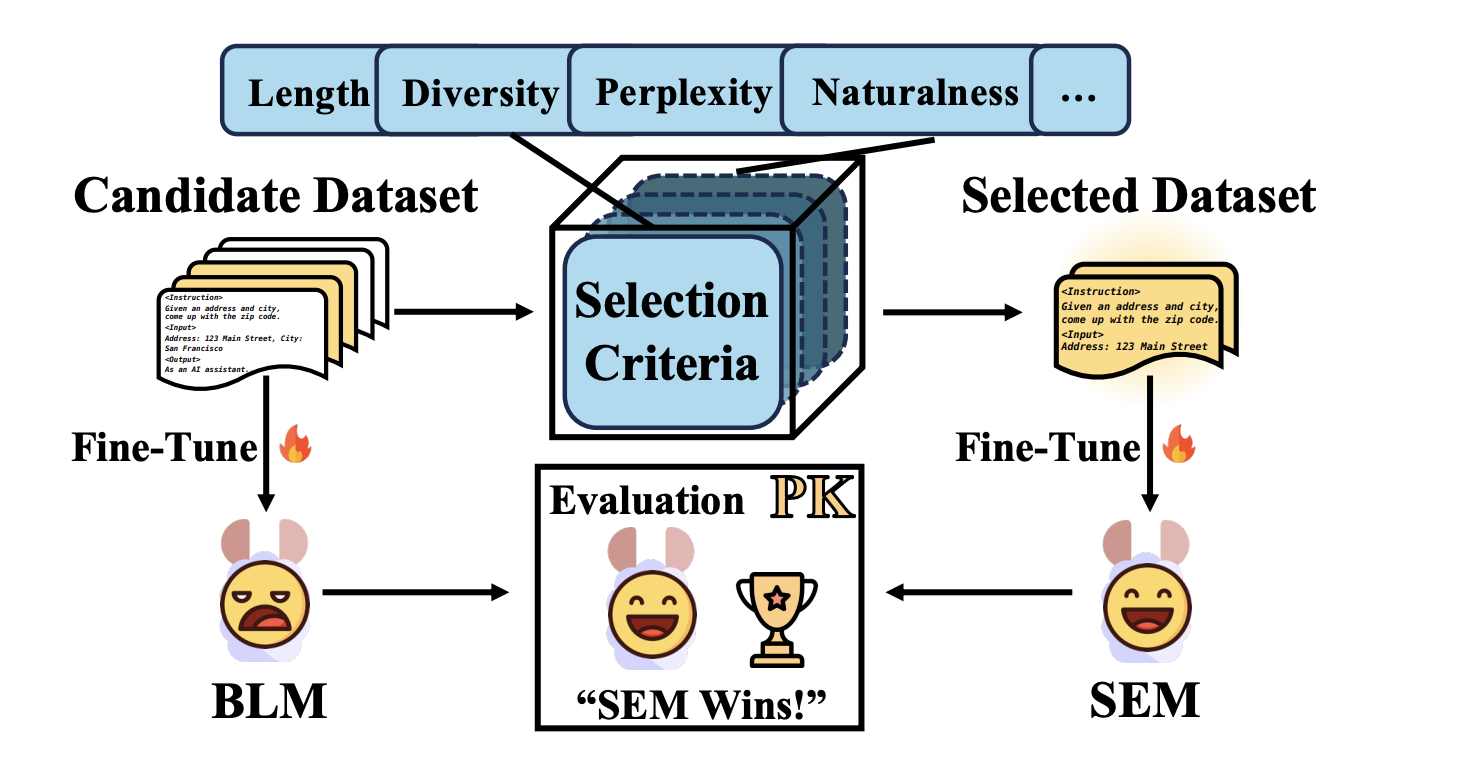 Length Diversity Perplexity Naturalness ...
Candidate Dataset
Selected Dataset
<Instruction>
Given an address and city,
come up with the zip code.
<Input>
Address: 123 Main Street, City:
San Francisco
<Output>
As an AI assistant.
Selection
Criteria
<Instruction>
Given an address and city,
come up with the zip code.
<Input>
Address: 123 Main Street
Fine-Tune
Fine-Tune
Evaluation PK
“SEM Wins!”
BLM
SEM